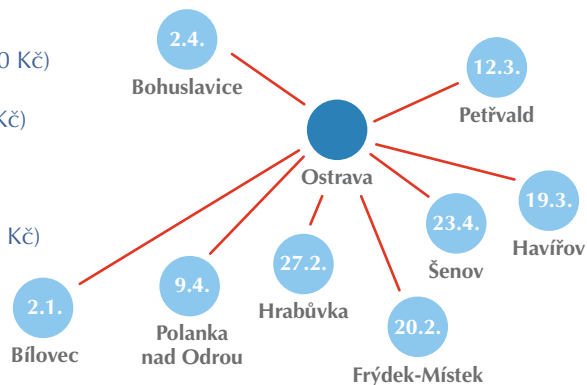 0 Kč)
Kč)
Kč)
2.4.
Bohuslavice
12.3.
Petřvald
Ostrava
19.3.
Havířov
23.4.
Šenov
27.2.
Hrabůvka
9.4.
Polanka
nad Odrou
2.1.
Bílovec
20.2.
Frýdek-Místek